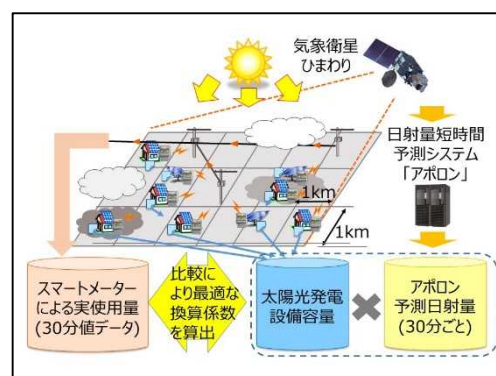 気象衛星
ひまわり
日射量短時間
予測システム
「アポロン」
1km
1km
スマートメーター
による実使用量
(30分値データ)
比較に
より最適な
換算係数
を算出
太陽光発電
設備容量
アポロン
予測日射量
(30分ごと)